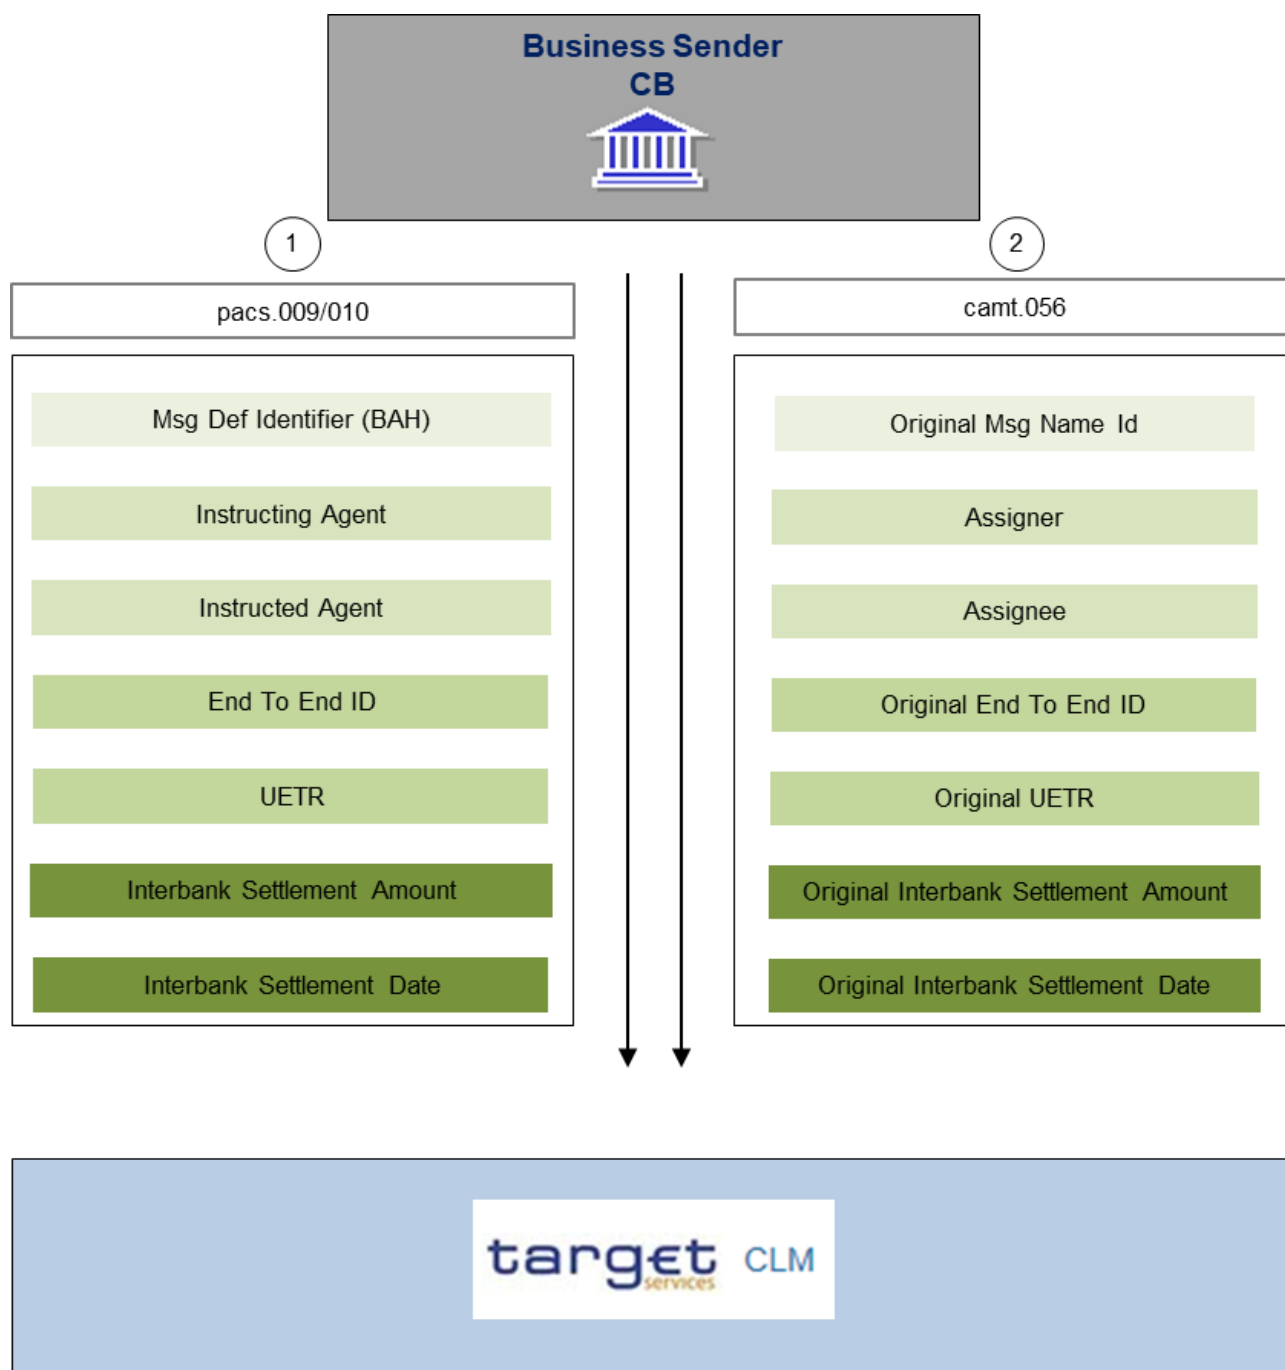 Business Sender
CB
1
2
pacs.009/010
camt.056
Msg Def Identifier (BAH)
Instructing Agent
Instructed Agent
End To End ID
UETR
Interbank Settlement Amount
Interbank Settlement Date
Original Msg Name Id
Assigner
Assignee
Original End To End ID
Original UETR
Original Interbank Settlement Amount
Original Interbank Settlement Date
target
services
CLM